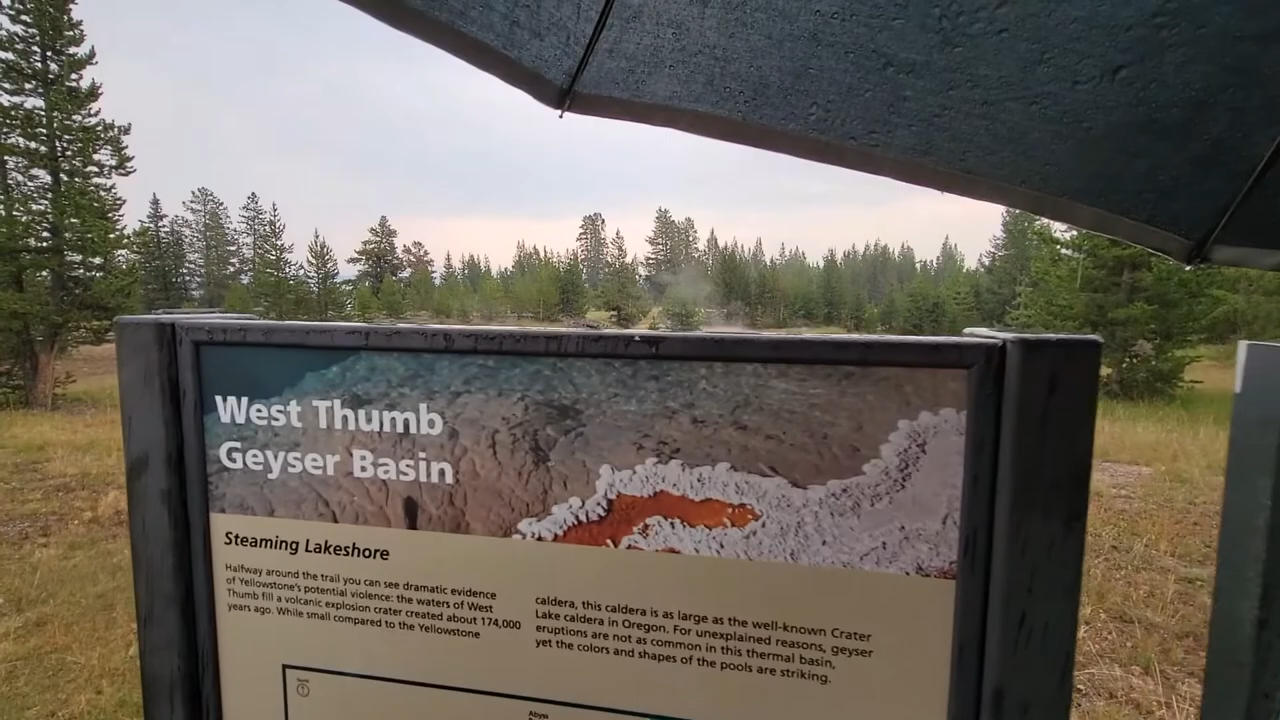 West Thumb
Geyser Basin
Steaming Lakeshore
Halfway around the trail you can see dramatic evidence
of Yellowstone's potential violence: the waters of West
Thumb fill a volcanic explosion crater created about 174,000
years ago. While small compared to the Yellowstone
caldera, this caldera is as large as the well-known Crater
Lake caldera in Oregon. For unexplained reasons, geyser
eruptions are not as common in this thermal basin,
yet the colors and shapes of the pools are striking.
North
Abyss